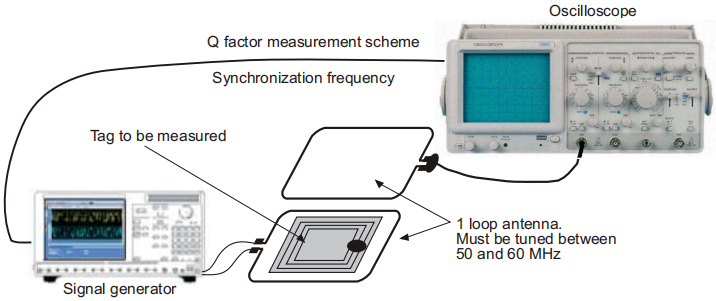 Oscilloscope
Q factor measurement scheme
Synchronization frequency
Tag to be measured
1 loop antenna.
Must be tuned between
50 and 60 MHz
Signal generator